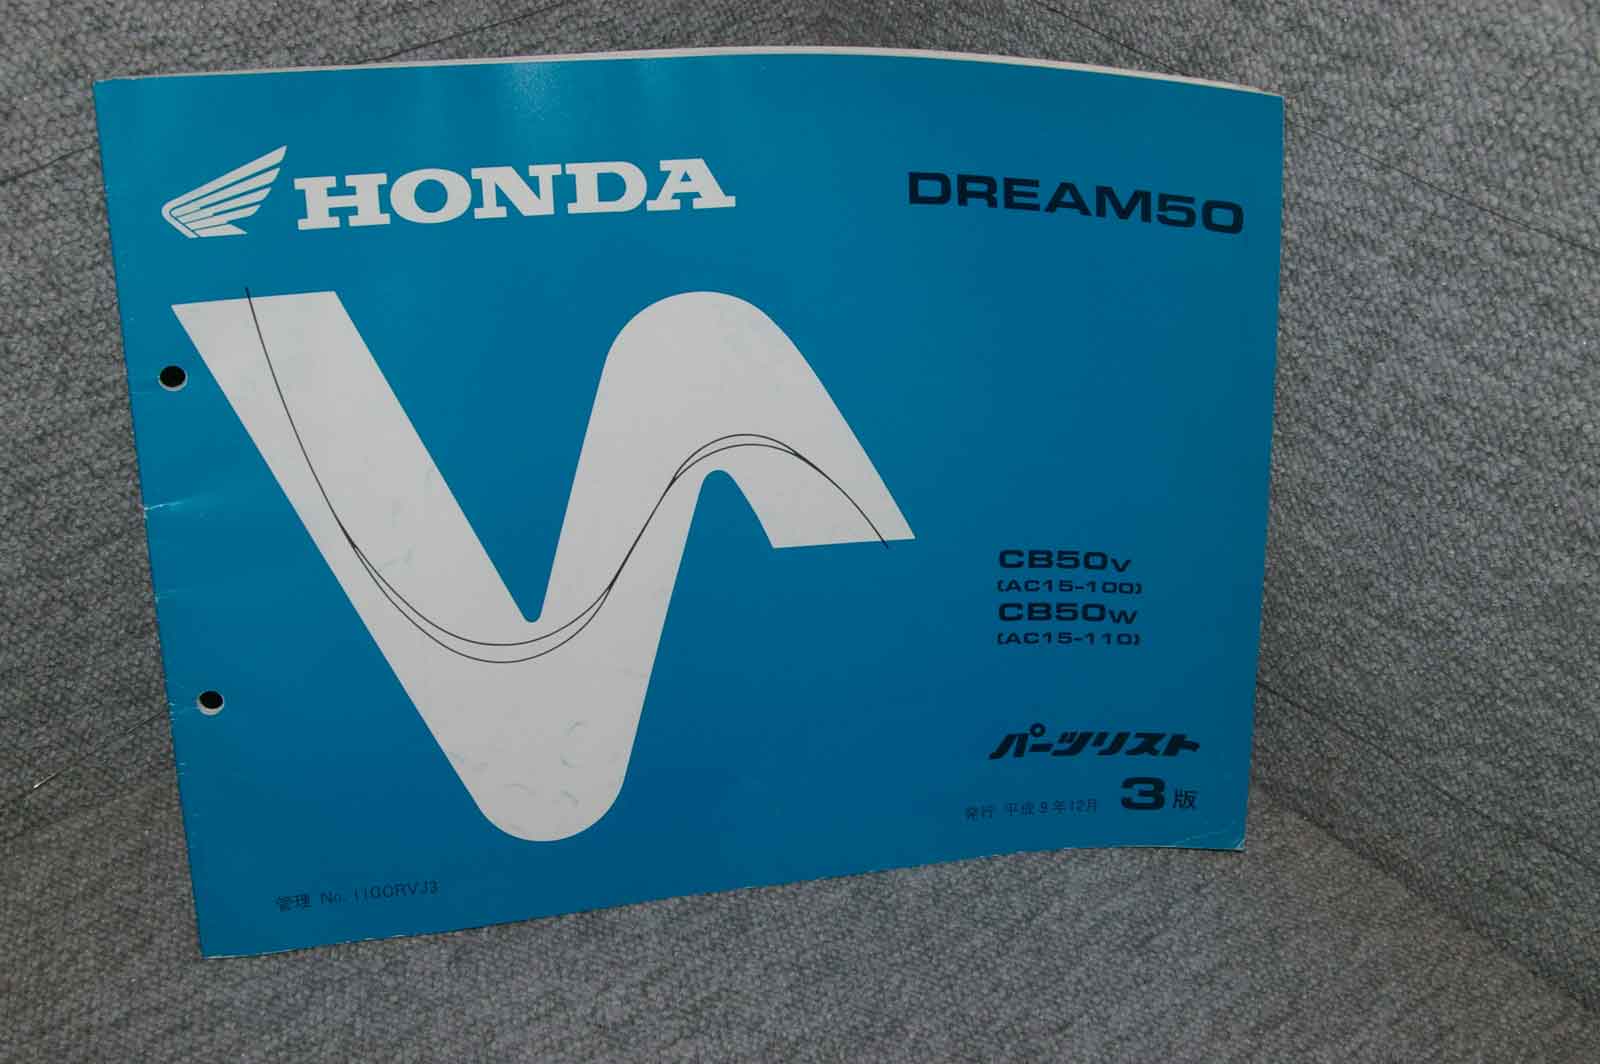 HONDA
DREAM50
CB50V
(AC15-100)
CB50W
(AC15-110)
パーツリスト
発行 平成9年12月 3版
管理 No. 1100RVJ3